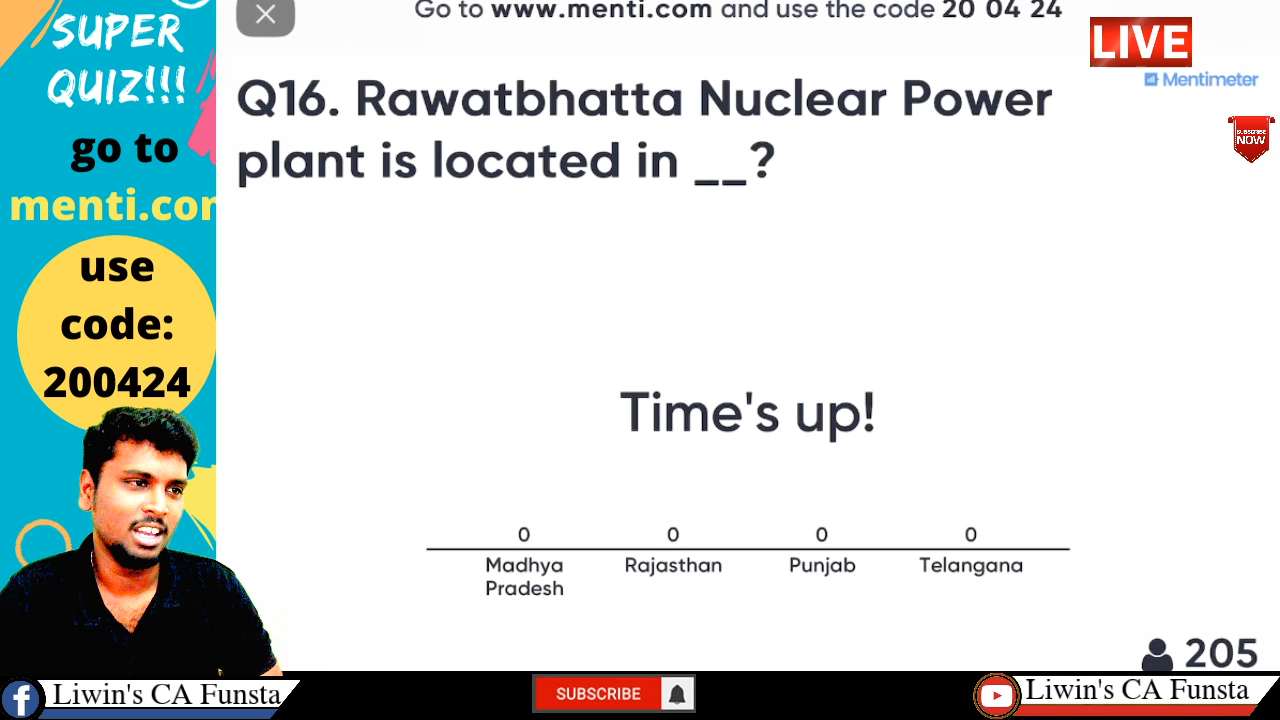 SUPER
QUIZ!!!
go to
menti.com
use
code:
200424
Go to www.menti.com and use the code 20 04 24
LIVE
Mentimeter
SUBSCRIBE
NOW
Q16. Rawatbhatta Nuclear Power
plant is located in __?
Time's up!
0 0 0 0
Madhya
Pradesh
Rajasthan
Punjab
Telangana
205
Liwin's CA Funsta
SUBSCRIBE
Liwin's CA Funsta